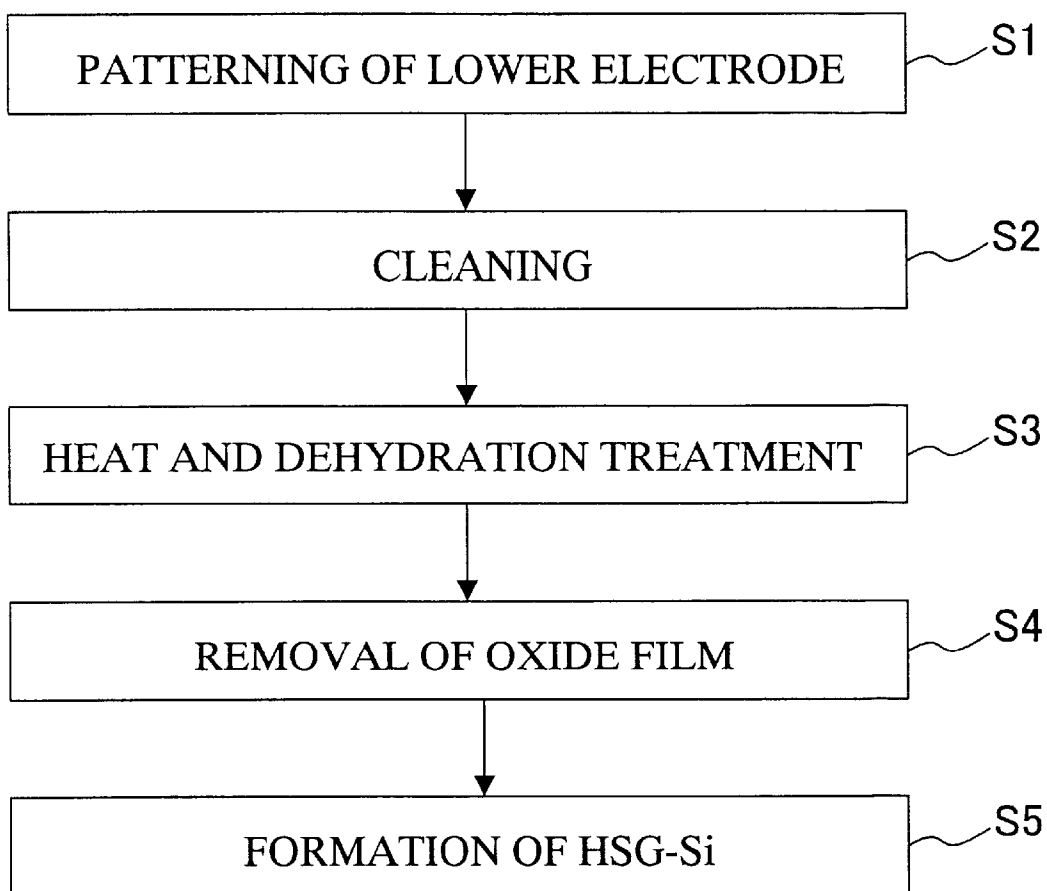 PATTERNING OF LOWER ELECTRODE S1
CLEANING S2
HEAT AND DEHYDRATION TREATMENT S3
REMOVAL OF OXIDE FILM S4
FORMATION OF HSG-Si S5